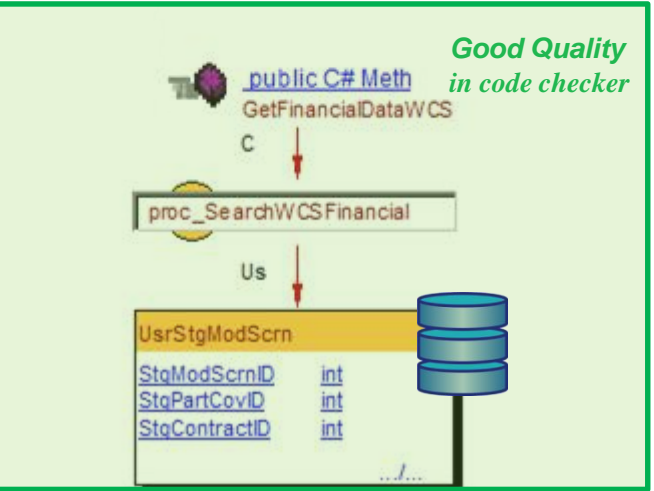 Good Quality
in code checker
public C# Meth
GetFinancialDataWCS
C
proc_SearchWCSFinancial
Us
UsrStgModScrn
StgModScrnID int
StgPartCovID int
StgContractID int
.../...